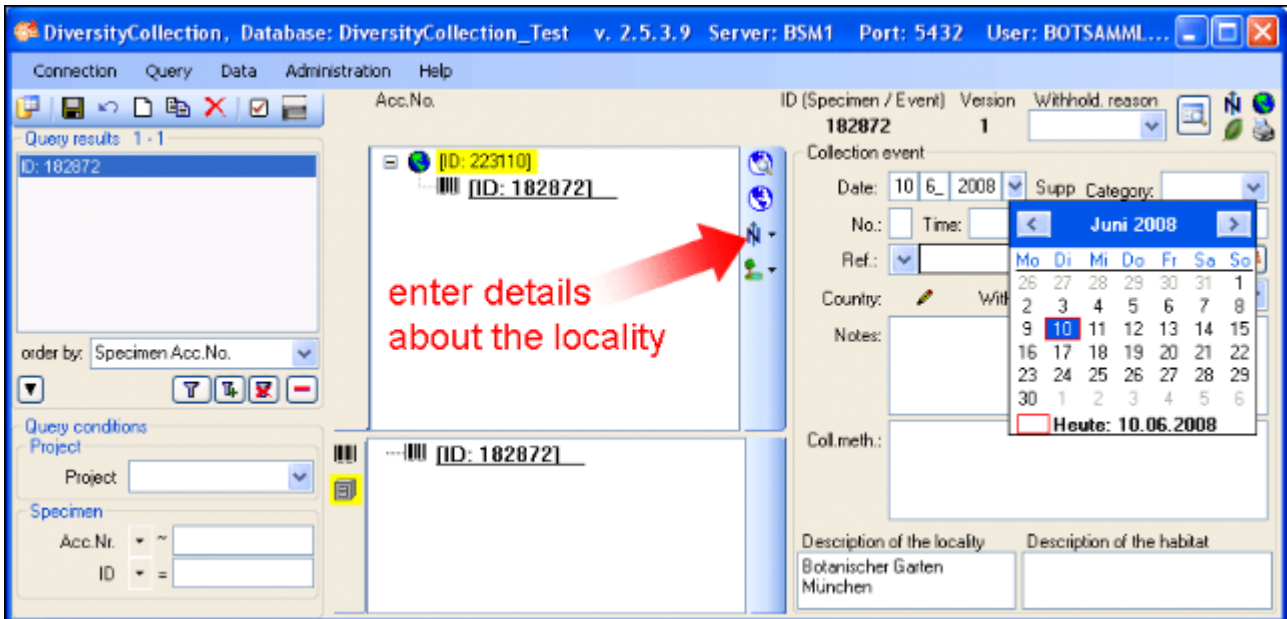 DiversityCollection, Database: DiversityCollection_Test v. 2.5.3.9 Server: BSM1 Port: 5432 User: BOTSAMML...
Connection Query Data Administration Help
Acc.No. ID (Specimen / Event) Version Withhold. reason
182872 1
Query results 1 - 1
ID: 182872
order by: Specimen Acc.No.
Query conditions
Project
Project
Specimen
Acc.Nr. ~
ID =
[ID: 223110]
[ID: 182872]
enter details
about the locality
[ID: 182872]
Collection event
Date: 10 6_ 2008 Supp Category:
No.: Time:
Ref.:
Country: With
Notes:
Juni 2008
Mo Di Mi Do Fr Sa So
26 27 28 29 30 31 1
2 3 4 5 6 7 8
9 10 11 12 13 14 15
16 17 18 19 20 21 22
23 24 25 26 27 28 29
30 1 2 3 4 5 6
Heute: 10.06.2008
Coll.meth.:
Description of the locality Description of the habitat
Botanischer Garten
München